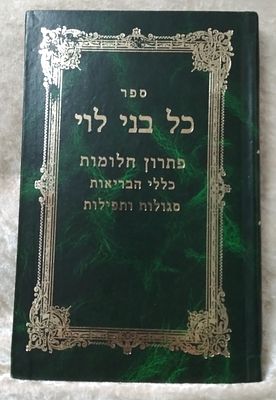 ספר
כל בני לוי
פתרון חלומות
כללי הבריאות
סגולות ותפילות